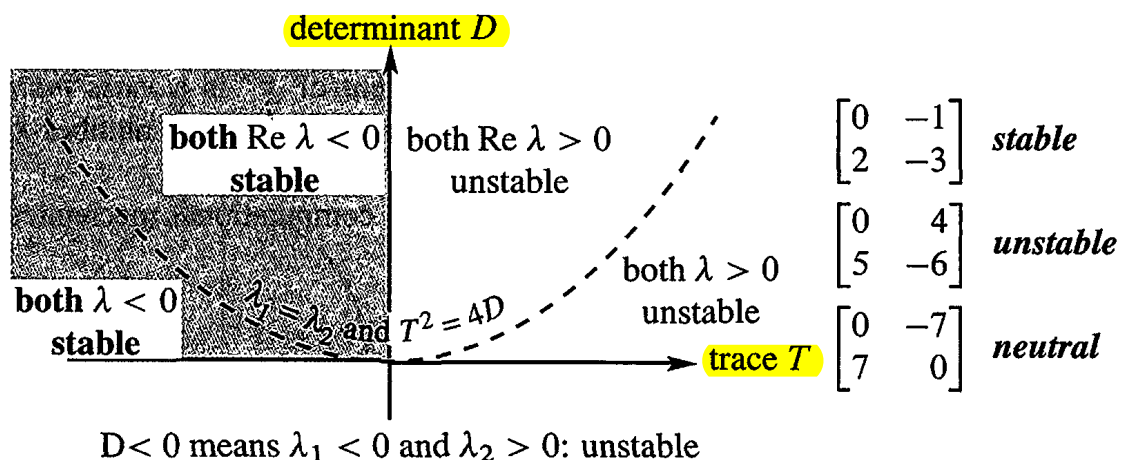 determinant D
both Re λ < 0
stable
both Re λ > 0
unstable
both λ < 0
stable
λ₁ = λ₂ and T² = 4D
both λ > 0
unstable
trace T
[0 −1
2 −3] stable
[0 4
5 −6] unstable
[0 −7
7 0] neutral
D< 0 means λ₁ < 0 and λ₂ > 0: unstable